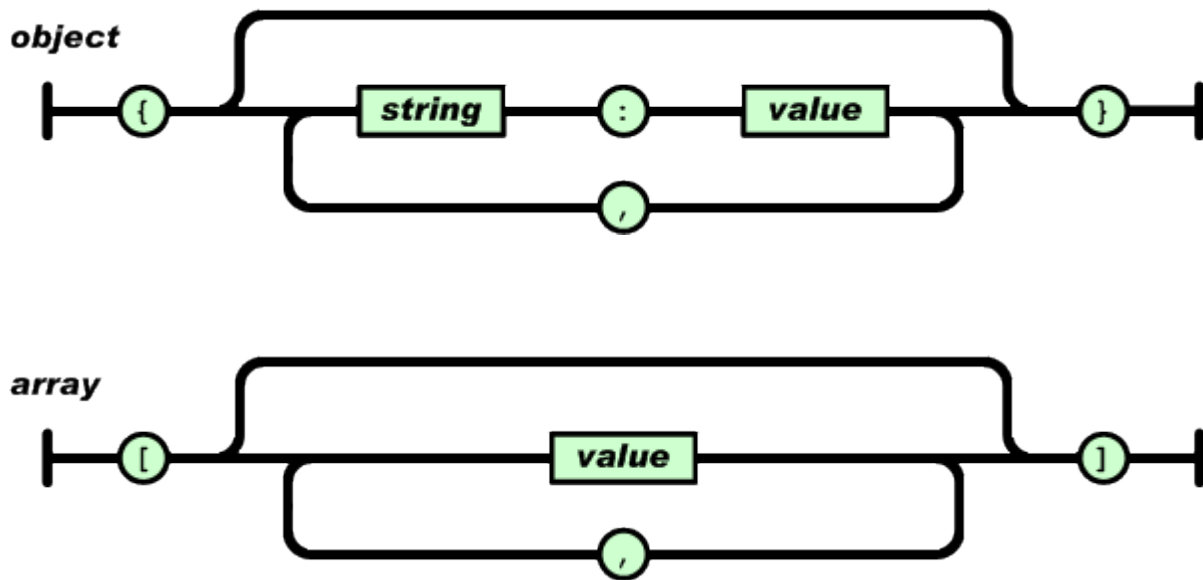 object
{ string : value }
,
array
[ value ]
,